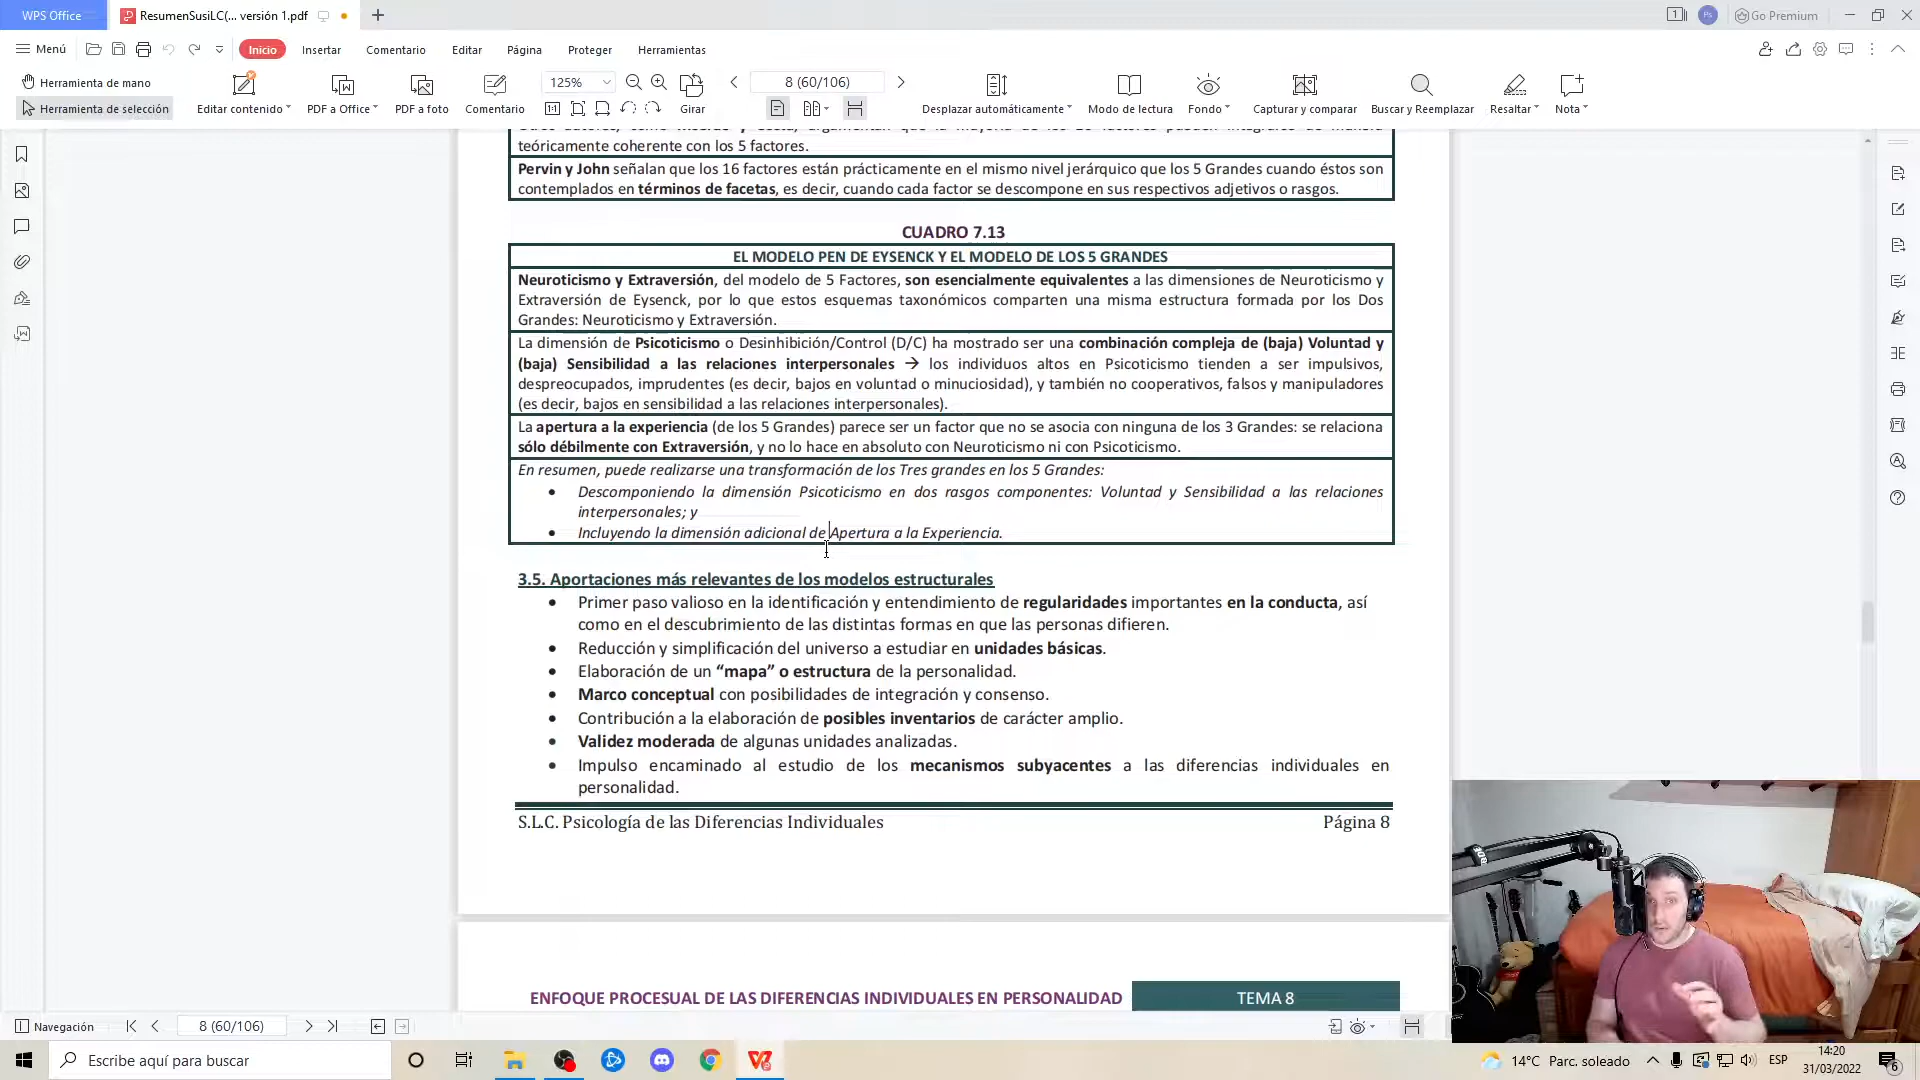 WPS Office
ResumenSusiLC(... versión 1.pdf
1
Ps
Go Premium
Menú
Inicio
Insertar
Comentario
Editar
Página
Proteger
Herramientas
Herramienta de mano
Herramienta de selección
Editar contenido
PDF a Office
PDF a foto
Comentario
125%
Girar
8 (60/106)
Desplazar automáticamente
Modo de lectura
Fondo
Capturar y comparar
Buscar y Reemplazar
Resaltar
Nota
teóricamente coherente con los 5 factores.
Pervin y John señalan que los 16 factores están prácticamente en el mismo nivel jerárquico que los 5 Grandes cuando éstos son
contemplados en términos de facetas, es decir, cuando cada factor se descompone en sus respectivos adjetivos o rasgos.
CUADRO 7.13
EL MODELO PEN DE EYSENCK Y EL MODELO DE LOS 5 GRANDES
Neuroticismo y Extraversión, del modelo de 5 Factores, son esencialmente equivalentes a las dimensiones de Neuroticismo y
Extraversión de Eysenck, por lo que estos esquemas taxonómicos comparten una misma estructura formada por los Dos
Grandes: Neuroticismo y Extraversión.
La dimensión de Psicoticismo o Desinhibición/Control (D/C) ha mostrado ser una combinación compleja de (baja) Voluntad y
(baja) Sensibilidad a las relaciones interpersonales → los individuos altos en Psicoticismo tienden a ser impulsivos,
despreocupados, imprudentes (es decir, bajos en voluntad o minuciosidad), y también no cooperativos, falsos y manipuladores
(es decir, bajos en sensibilidad a las relaciones interpersonales).
La apertura a la experiencia (de los 5 Grandes) parece ser un factor que no se asocia con ninguna de los 3 Grandes: se relaciona
sólo débilmente con Extraversión, y no lo hace en absoluto con Neuroticismo ni con Psicoticismo.
En resumen, puede realizarse una transformación de los Tres grandes en los 5 Grandes:
• Descomponiendo la dimensión Psicoticismo en dos rasgos componentes: Voluntad y Sensibilidad a las relaciones
interpersonales; y
• Incluyendo la dimensión adicional de Apertura a la Experiencia.
3.5. Aportaciones más relevantes de los modelos estructurales
• Primer paso valioso en la identificación y entendimiento de regularidades importantes en la conducta, así
como en el descubrimiento de las distintas formas en que las personas difieren.
• Reducción y simplificación del universo a estudiar en unidades básicas.
• Elaboración de un “mapa” o estructura de la personalidad.
• Marco conceptual con posibilidades de integración y consenso.
• Contribución a la elaboración de posibles inventarios de carácter amplio.
• Validez moderada de algunas unidades analizadas.
• Impulso encaminado al estudio de los mecanismos subyacentes a las diferencias individuales en
personalidad.
S.L.C. Psicología de las Diferencias Individuales
Página 8
ENFOQUE PROCESUAL DE LAS DIFERENCIAS INDIVIDUALES EN PERSONALIDAD
TEMA 8
Navegación
8 (60/106)
Escribe aquí para buscar
14°C Parc. soleado
ESP
14:20
31/03/2022
6